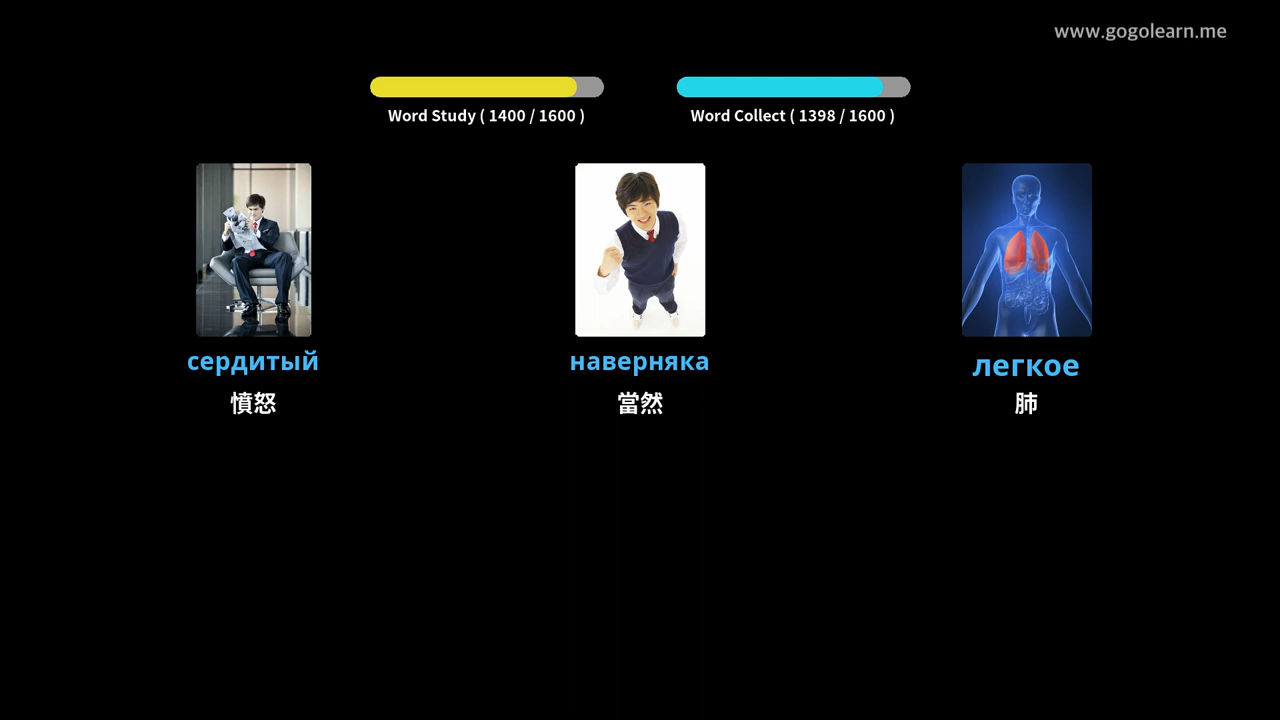 www.gogolearn.me
Word Study ( 1400 / 1600 )
Word Collect ( 1398 / 1600 )
сердитый
наверняка
легкое
憤怒
當然
肺